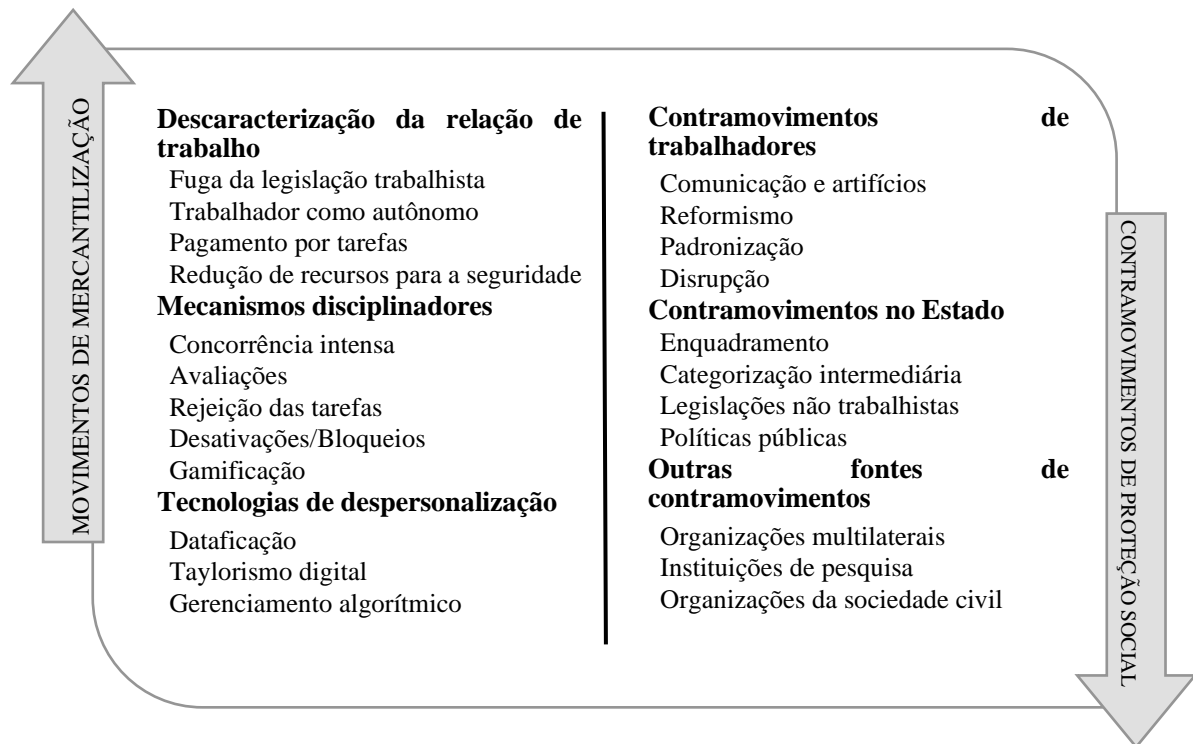 MOVIMENTOS DE MERCANTILIZAÇÃO
Descaracterização da relação de
trabalho
Fuga da legislação trabalhista
Trabalhador como autônomo
Pagamento por tarefas
Redução de recursos para a seguridade
Mecanismos disciplinadores
Concorrência intensa
Avaliações
Rejeição das tarefas
Desativações/Bloqueios
Gamificação
Tecnologias de despersonalização
Dataficação
Taylorismo digital
Gerenciamento algorítmico
Contramovimentos de
trabalhadores
Comunicação e artifícios
Reformismo
Padronização
Disrupção
Contramovimentos no Estado
Enquadramento
Categorização intermediária
Legislações não trabalhistas
Políticas públicas
Outras fontes de
contramovimentos
Organizações multilaterais
Instituições de pesquisa
Organizações da sociedade civil
CONTRAMOVIMENTOS DE PROTEÇÃO SOCIAL